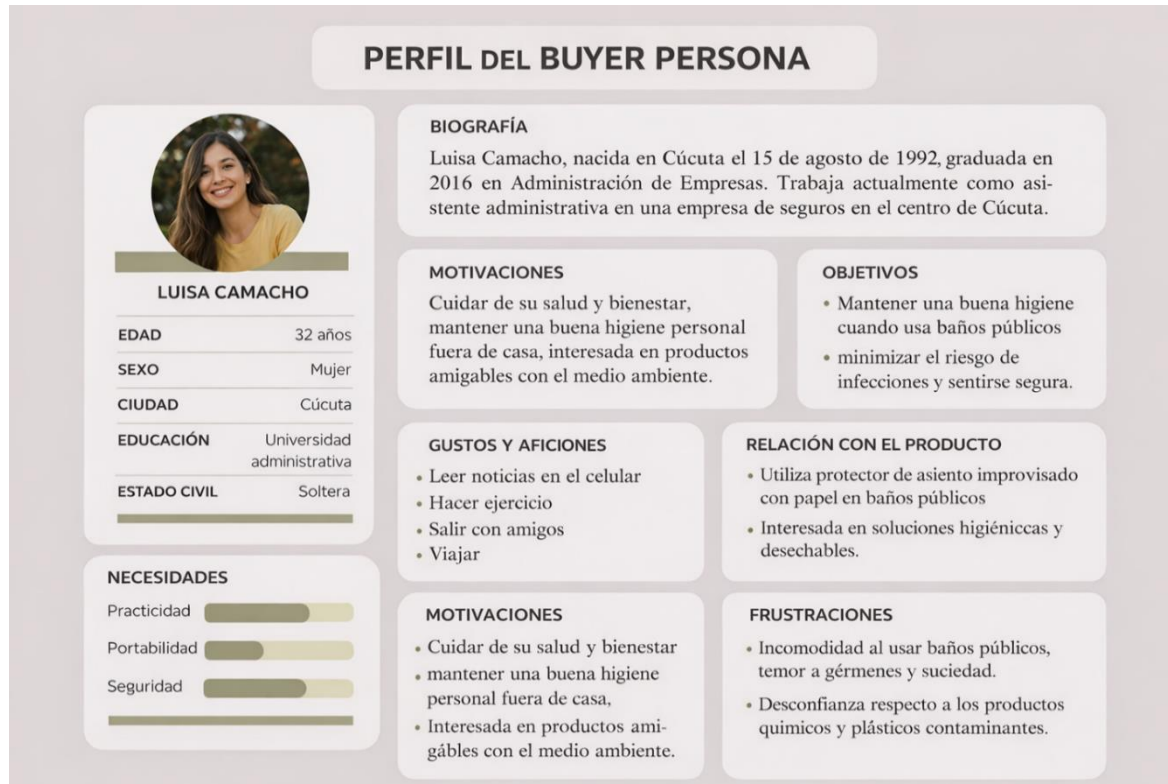 PERFIL DEL BUYER PERSONA
LUISA CAMACHO
EDAD 32 años
SEXO Mujer
CIUDAD Cúcuta
EDUCACIÓN Universidad
administrativa
ESTADO CIVIL Soltera
NECESIDADES
Practicidad
Portabilidad
Seguridad
BIOGRAFÍA
Luisa Camacho, nacida en Cúcuta el 15 de agosto de 1992, graduada en
2016 en Administración de Empresas. Trabaja actualmente como asi-
stente administrativa en una empresa de seguros en el centro de Cúcuta.
MOTIVACIONES
Cuidar de su salud y bienestar,
mantener una buena higiene personal
fuera de casa, interesada en productos
amigables con el medio ambiente.
OBJETIVOS
• Mantener una buena higiene
cuando usa baños públicos
• minimizar el riesgo de
infecciones y sentirse segura.
GUSTOS Y AFICIONES
• Leer noticias en el celular
• Hacer ejercicio
• Salir con amigos
• Viajar
RELACIÓN CON EL PRODUCTO
• Utiliza protector de asiento improvisado
con papel en baños públicos
• Interesada en soluciones higiéniccas y
desechables.
MOTIVACIONES
• Cuidar de su salud y bienestar
• mantener una buena higiene
personal fuera de casa,
• Interesada en productos ami-
gábles con el medio ambiente.
FRUSTRACIONES
• Incomodidad al usar baños públicos,
temor a gérmenes y suciedad.
• Desconfianza respecto a los productos
quimicos y plásticos contaminantes.